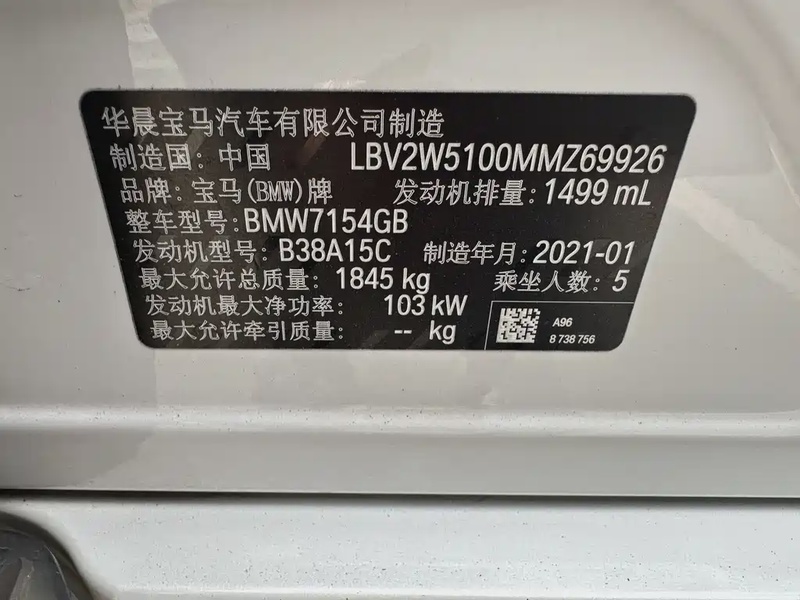 华晨宝马汽车有限公司制造
制造国: 中国 LBV2W5100MMZ69926
品牌: 宝马(BMW)牌 发动机排量: 1499 mL
整车型号: BMW7154GB
发动机型号: B38A15C 制造年月: 2021-01
最大允许总质量: 1845 kg 乘坐人数: 5
发动机最大净功率: 103 kW
最大允许牵引质量: -- kg
A96
8 738 756